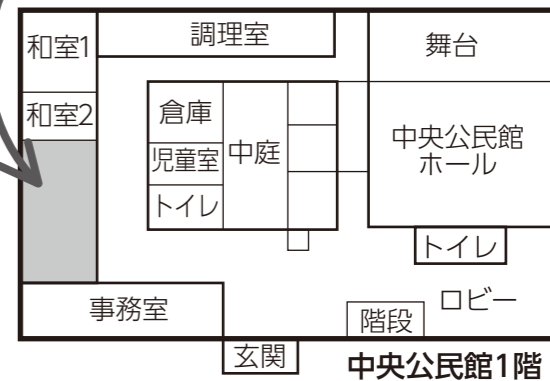 和室1
調理室
舞台
和室2
倉庫
児童室
中庭
トイレ
中央公民館
ホール
トイレ
事務室
階段
ロビー
玄関
中央公民館1階